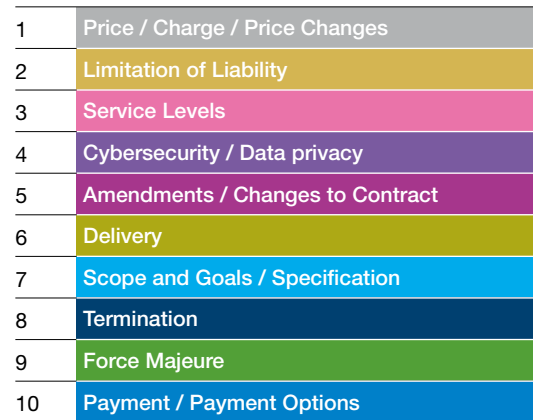 1 Price / Charge / Price Changes
2 Limitation of Liability
3 Service Levels
4 Cybersecurity / Data privacy
5 Amendments / Changes to Contract
6 Delivery
7 Scope and Goals / Specification
8 Termination
9 Force Majeure
10 Payment / Payment Options